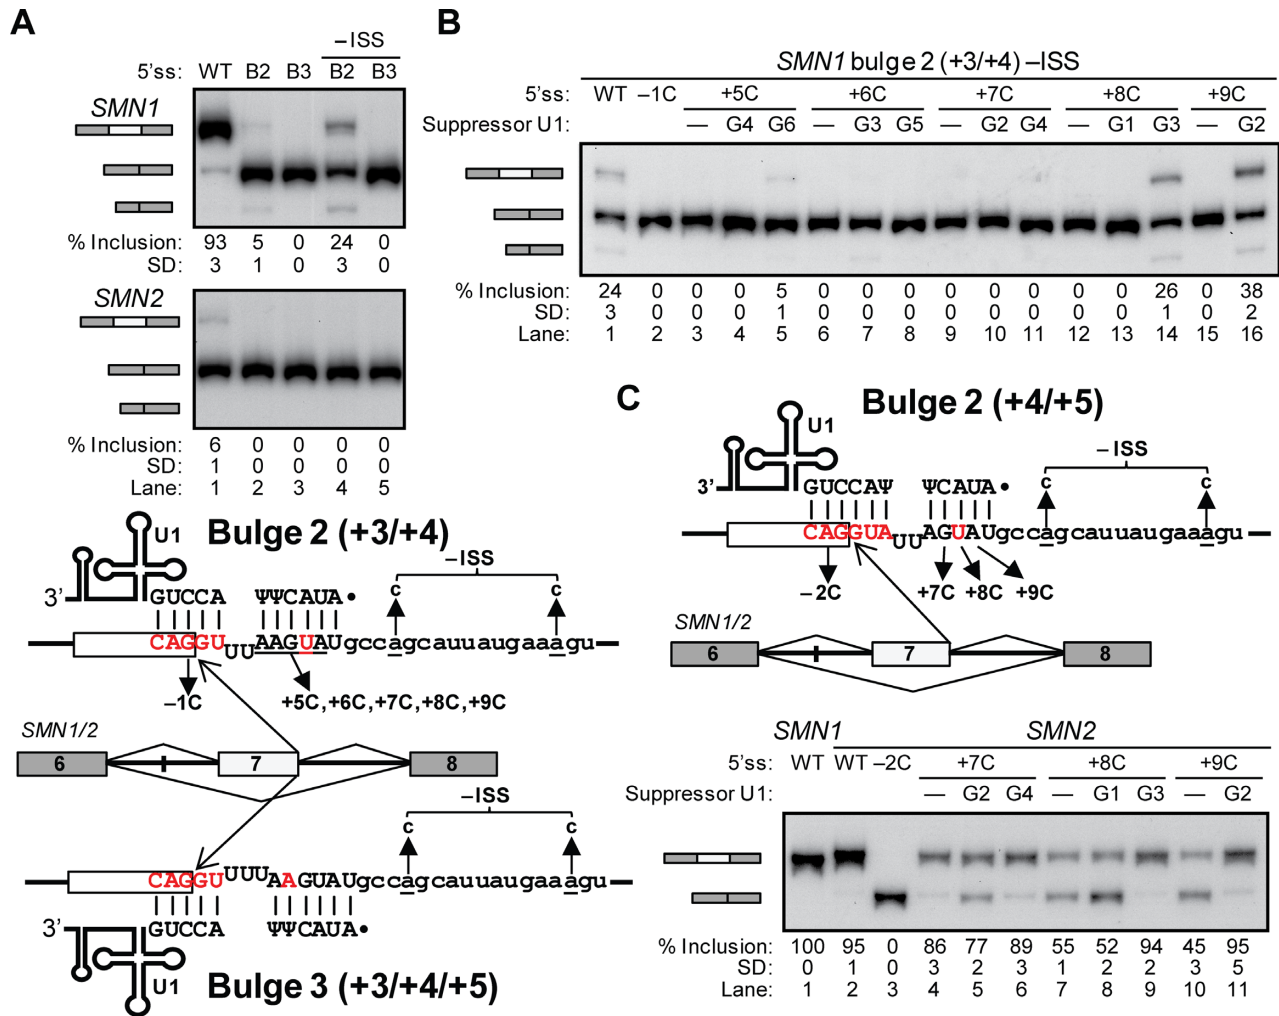 A
–ISS
5'ss: WT B2 B3 B2 B3
SMN1
% Inclusion: 93 5 0 24 0
SD: 3 1 0 3 0
SMN2
% Inclusion: 6 0 0 0 0
SD: 1 0 0 0 0
Lane: 1 2 3 4 5
U1
Bulge 2 (+3/+4)
–ISS
c c
3' GUCCA ΨΨCAUA•
CAGGUUUAAGUAUgccagcauuaugaaagu
–1C
+5C,+6C,+7C,+8C,+9C
SMN1/2
6 7 8
–ISS
c c
CAGGUUUUAAGUAUgccagcauuaugaaagu
3' GUCCA ΨΨCAUA•
U1
Bulge 3 (+3/+4/+5)
B
SMN1 bulge 2 (+3/+4) –ISS
5'ss: WT –1C +5C +6C +7C +8C +9C
Suppressor U1: — G4 G6 — G3 G5 — G2 G4 — G1 G3 — G2
% Inclusion: 24 0 0 0 5 0 0 0 0 0 0 0 0 26 0 38
SD: 3 0 0 0 1 0 0 0 0 0 0 0 0 1 0 2
Lane: 1 2 3 4 5 6 7 8 9 10 11 12 13 14 15 16
C
Bulge 2 (+4/+5)
U1
–ISS
c c
3' GUCCAΨ ΨCAUA•
CAGGUAUUAGUAUgccagcauuaugaaagu
–2C
+7C +8C +9C
SMN1/2
6 7 8
SMN1 SMN2
5'ss: WT WT –2C +7C +8C +9C
Suppressor U1: — G2 G4 — G1 G3 — G2
% Inclusion: 100 95 0 86 77 89 55 52 94 45 95
SD: 0 1 0 3 2 3 1 2 2 3 5
Lane: 1 2 3 4 5 6 7 8 9 10 11